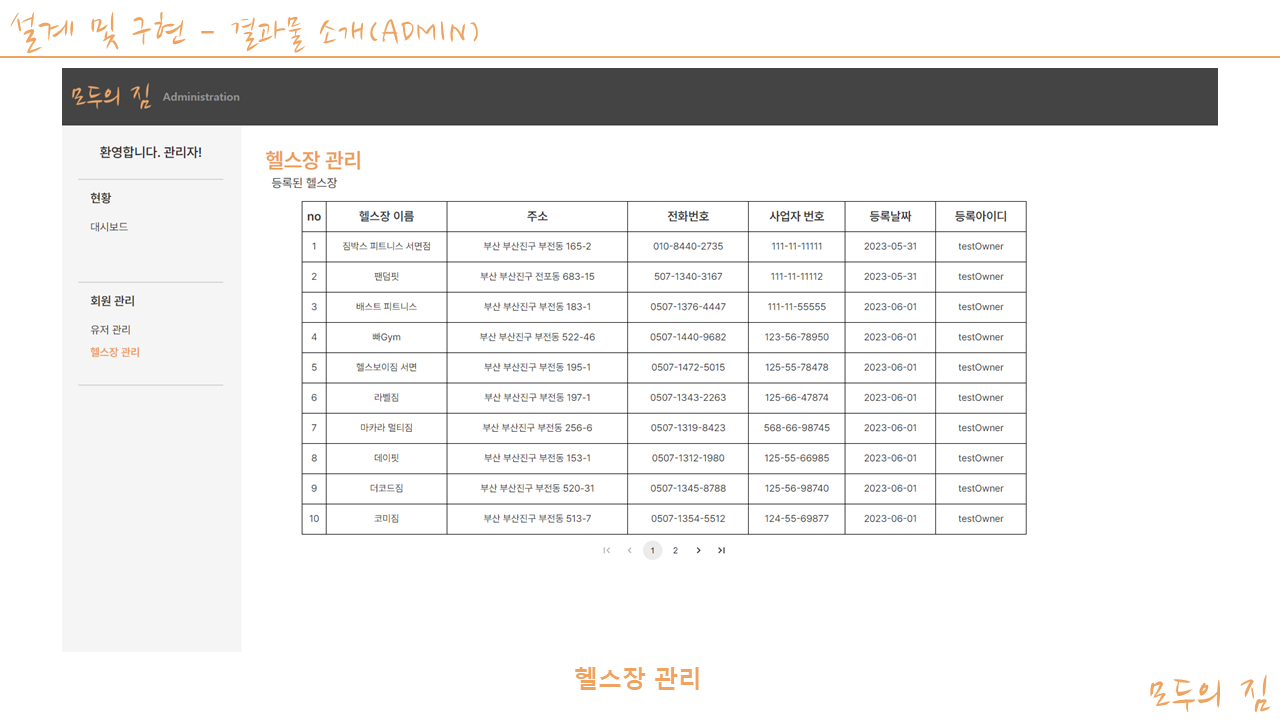 설계 및 구현 - 결과물 소개(ADMIN)
모두의 짐 Administration
환영합니다. 관리자!
현황
대시보드
회원 관리
유저 관리
헬스장 관리
헬스장 관리
등록된 헬스장
no 헬스장 이름 주소 전화번호 사업자 번호 등록날짜 등록아이디
1 짐박스 피트니스 서면점 부산 부산진구 부전동 165-2 010-8440-2735 111-11-11111 2023-05-31 testOwner
2 팬덤핏 부산 부산진구 전포동 683-15 507-1340-3167 111-11-11112 2023-05-31 testOwner
3 배스트 피트니스 부산 부산진구 부전동 183-1 0507-1376-4447 111-11-55555 2023-06-01 testOwner
4 빠Gym 부산 부산진구 부전동 522-46 0507-1440-9682 123-56-78950 2023-06-01 testOwner
5 헬스보이짐 서면 부산 부산진구 부전동 195-1 0507-1472-5015 125-55-78478 2023-06-01 testOwner
6 라벨짐 부산 부산진구 부전동 197-1 0507-1343-2263 125-66-47874 2023-06-01 testOwner
7 마카라 멀티짐 부산 부산진구 부전동 256-6 0507-1319-8423 568-66-98745 2023-06-01 testOwner
8 데이핏 부산 부산진구 부전동 153-1 0507-1312-1980 125-55-66985 2023-06-01 testOwner
9 더코드짐 부산 부산진구 부전동 520-31 0507-1345-8788 125-56-98740 2023-06-01 testOwner
10 코미짐 부산 부산진구 부전동 513-7 0507-1354-5512 124-55-69877 2023-06-01 testOwner
1 2
헬스장 관리
모두의 짐